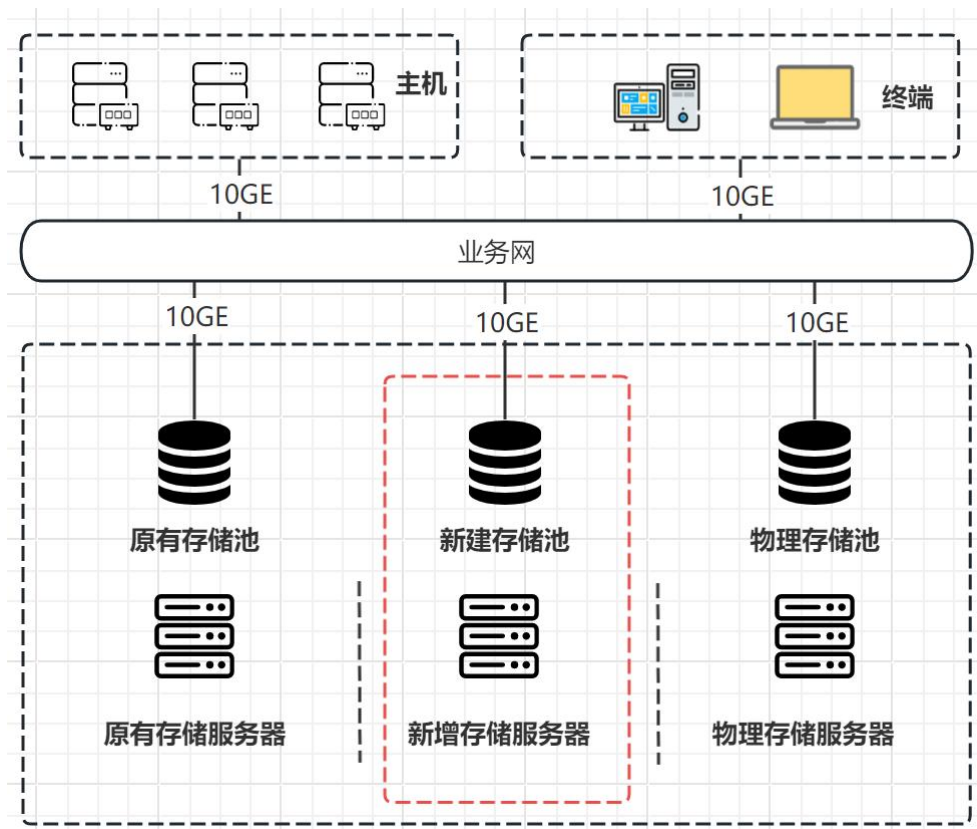 主机
终端
10GE
10GE
业务网
10GE
10GE
10GE
原有存储池
新建存储池
物理存储池
原有存储服务器
新增存储服务器
物理存储服务器